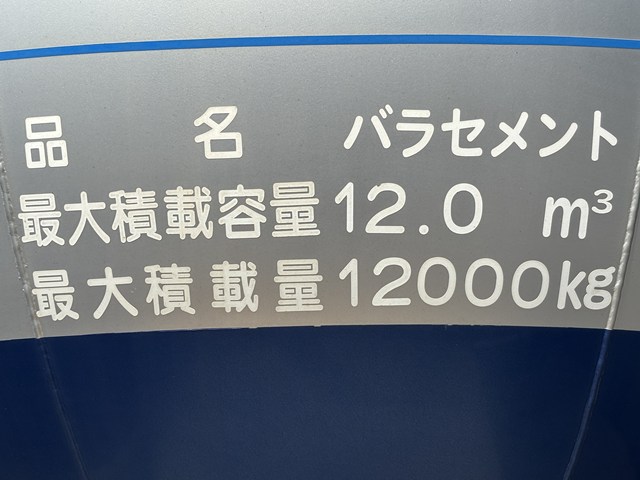 品名 バラセメント
最大積載容量 12.0 m³
最大積載量 12000kg